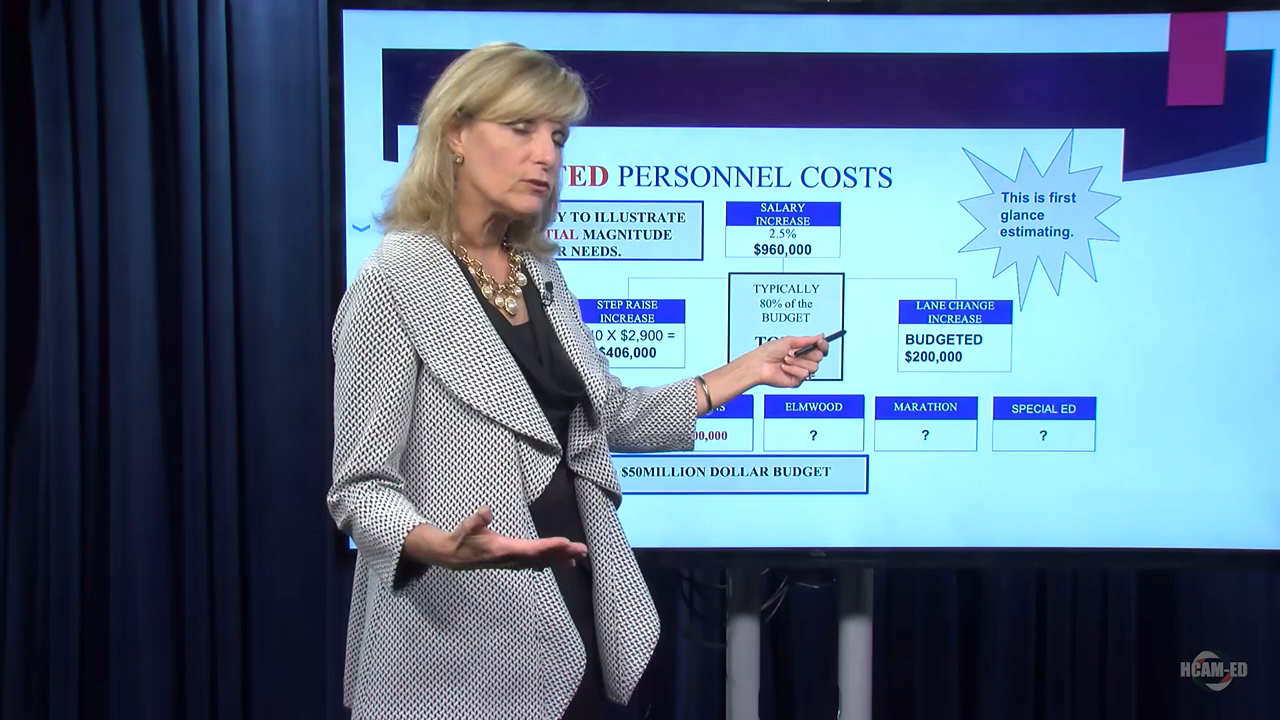 PERSONNEL COSTS
TO ILLUSTRATE
MAGNITUDE
NEEDS.
SALARY
INCREASE
2.5%
$960,000
This is first
glance
estimating.
STEP RAISE
INCREASE
X $2,900 =
$406,000
TYPICALLY
80% of the
BUDGET
LANE CHANGE
INCREASE
BUDGETED
$200,000
ELMWOOD
?
MARATHON
?
SPECIAL ED
?
$50MILLION DOLLAR BUDGET
HCAM-ED